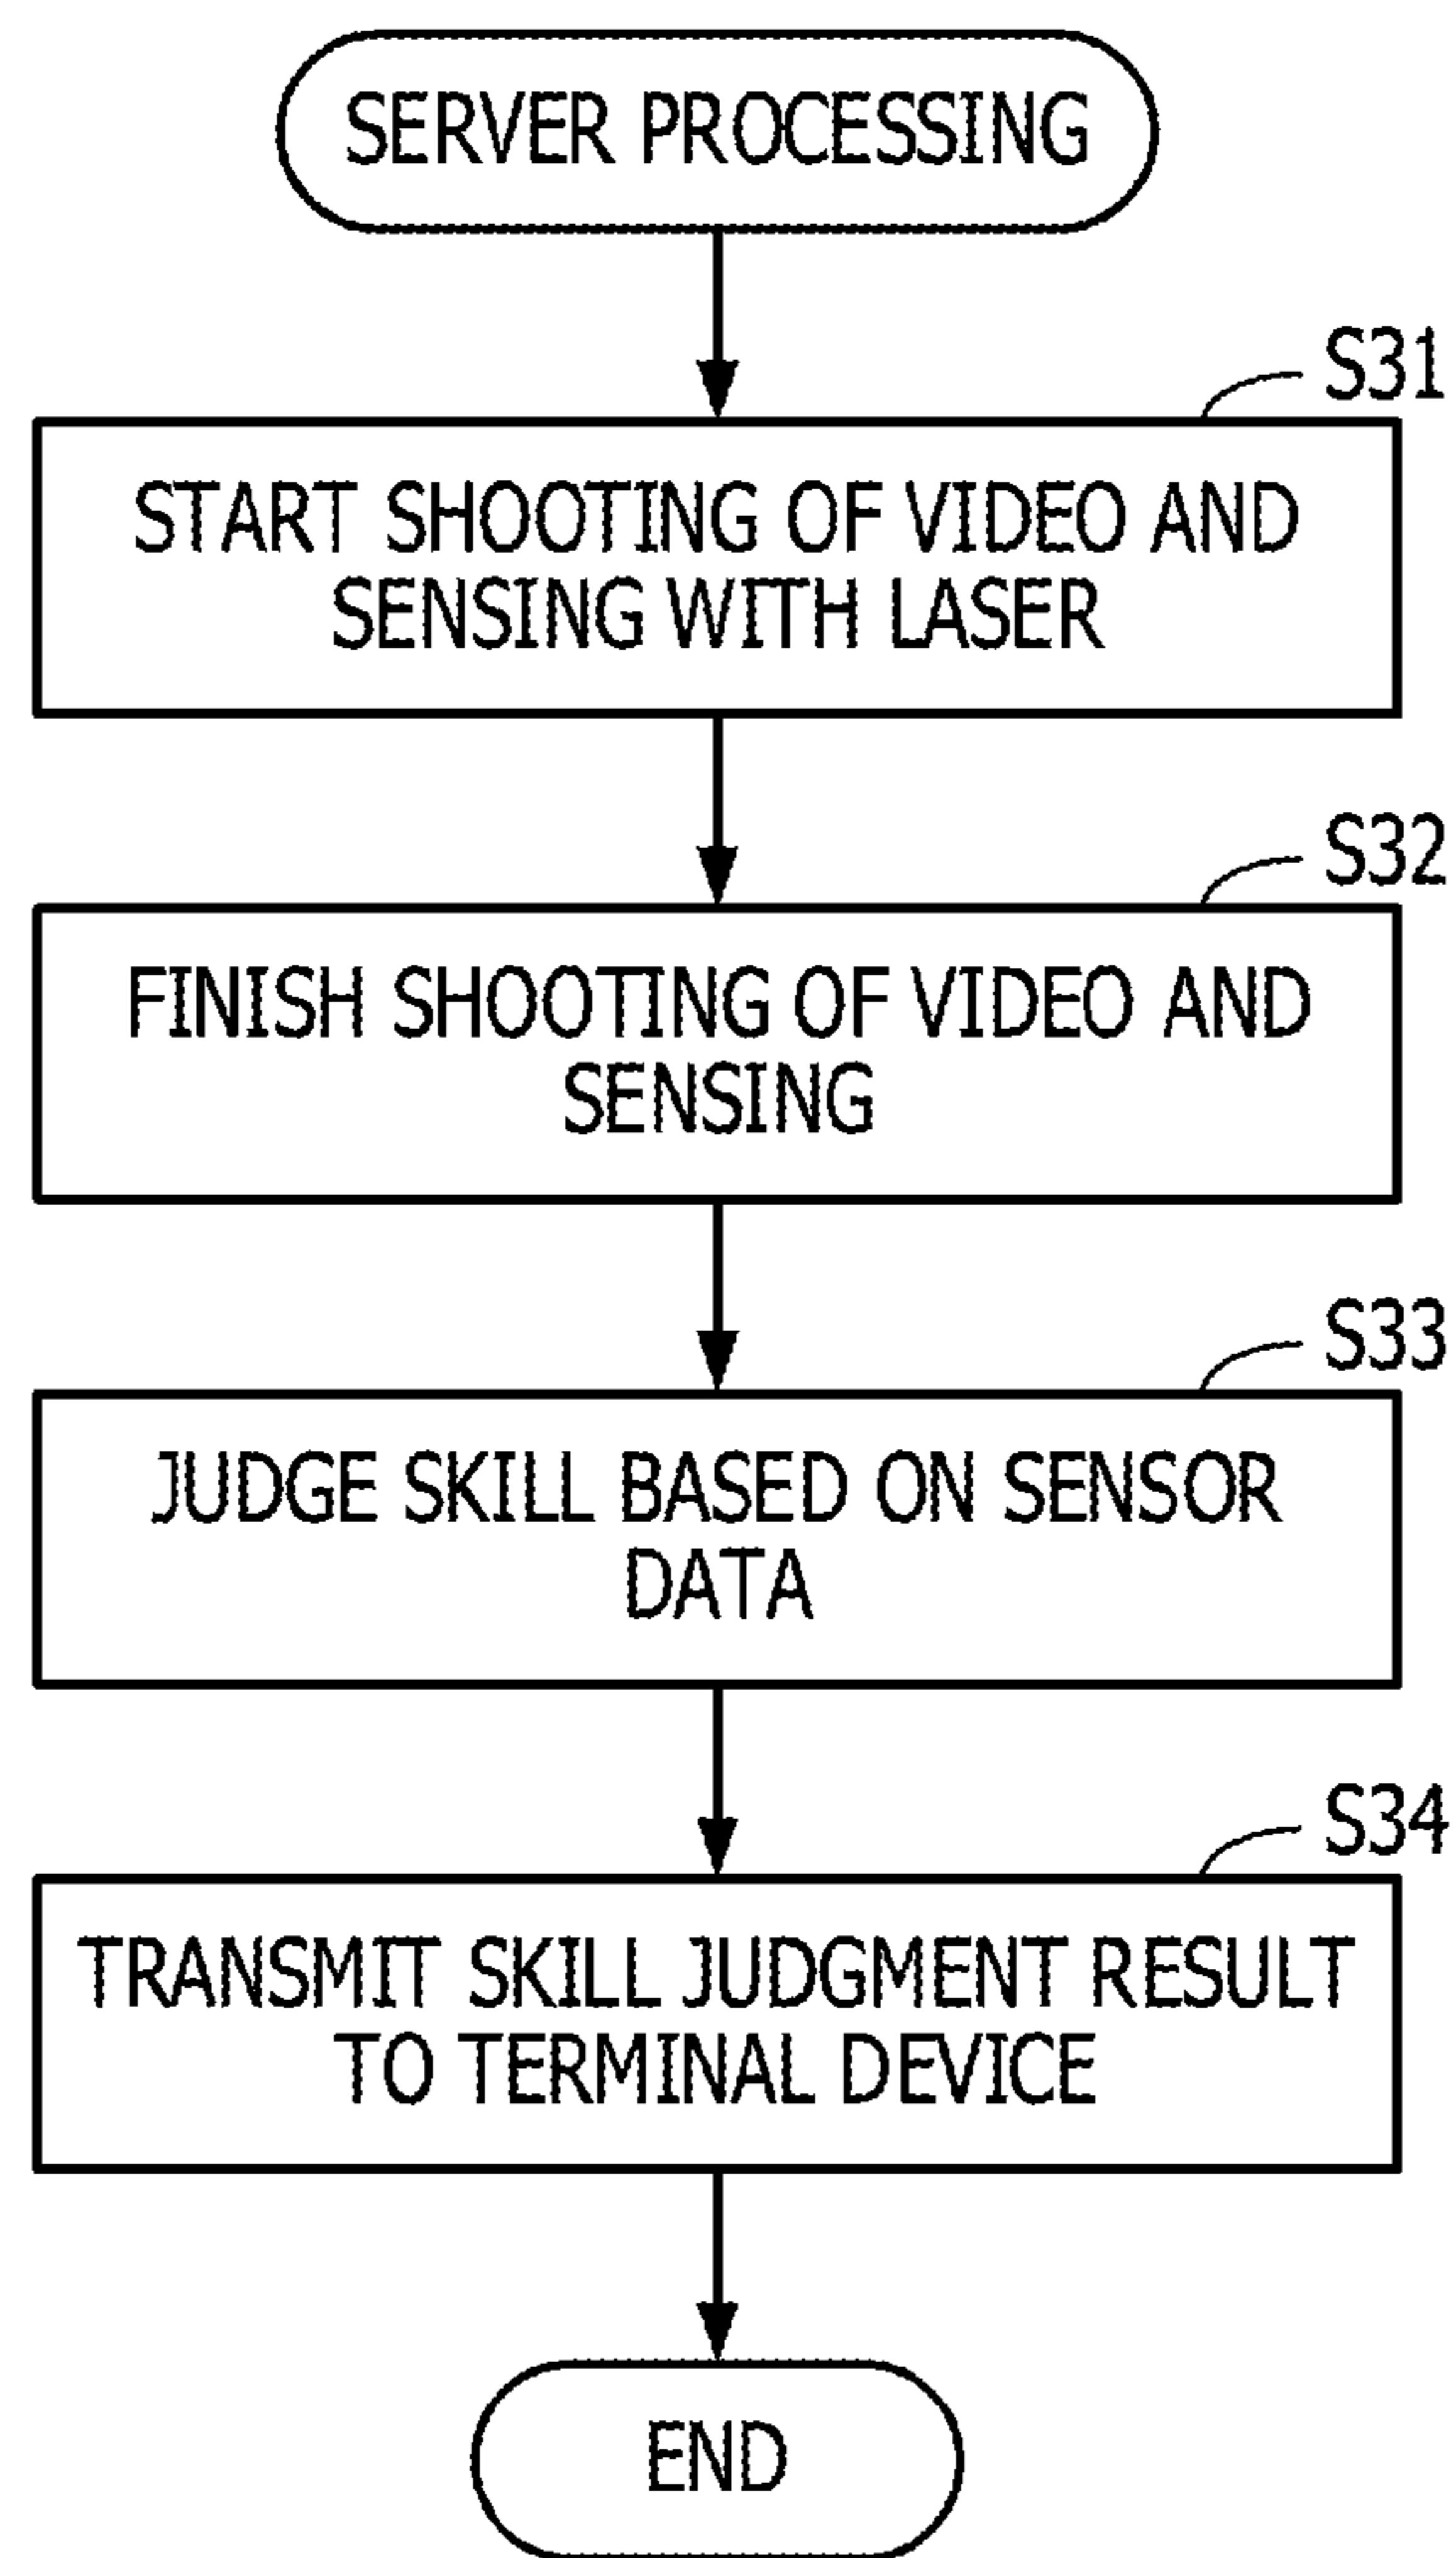 SERVER PROCESSING
S31
START SHOOTING OF VIDEO AND
SENSING WITH LASER
S32
FINISH SHOOTING OF VIDEO AND
SENSING
S33
JUDGE SKILL BASED ON SENSOR
DATA
S34
TRANSMIT SKILL JUDGMENT RESULT
TO TERMINAL DEVICE
END